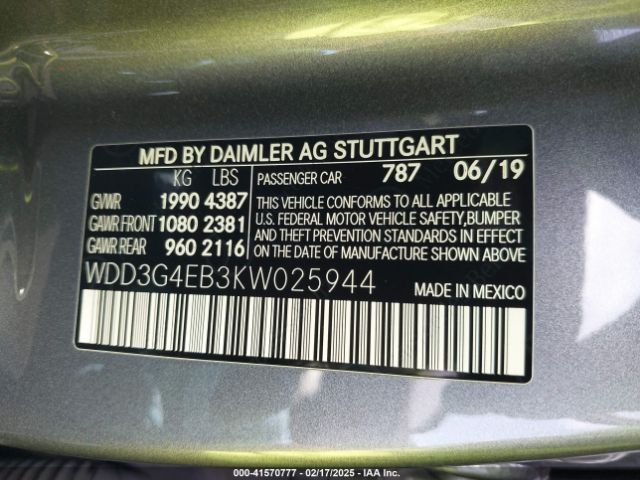 MFD BY DAIMLER AG STUTTGART
KG LBS
GVWR 1990 4387
GAWR FRONT 1080 2381
GAWR REAR 960 2116
PASSENGER CAR 787 06/19
THIS VEHICLE CONFORMS TO ALL APPLICABLE
U.S. FEDERAL MOTOR VEHICLE SAFETY,BUMPER
AND THEFT PREVENTION STANDARDS IN EFFECT
ON THE DATE OF MANUFACTURE SHOWN ABOVE.
WDD3G4EB3KW025944
MADE IN MEXICO
000-41570777 - 02/17/2025 - IAA Inc.